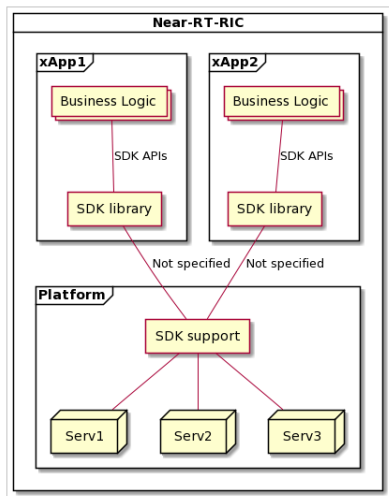 Near-RT-RIC
xApp1
xApp2
Business Logic
Business Logic
SDK APIs
SDK APIs
SDK library
SDK library
Not specified
Not specified
Platform
SDK support
Serv1
Serv2
Serv3